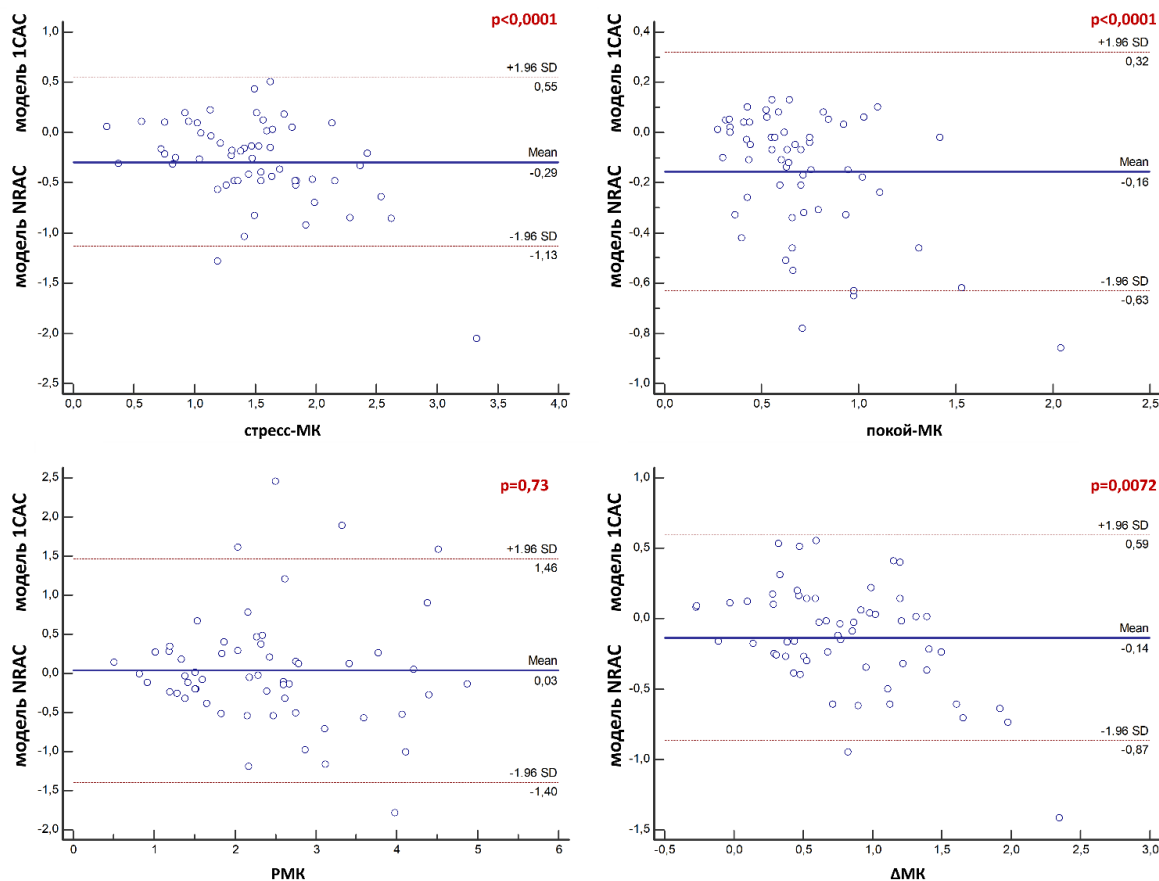 модель 1CAC
модель NRAC
p<0,0001
1,0
0,5
0,0
-0,5
-1,0
-1,5
-2,0
-2,5
+1.96 SD
0,55
Mean
-0,29
-1.96 SD
-1,13
0,0 0,5 1,0 1,5 2,0 2,5 3,0 3,5 4,0
стресс-МК
модель 1CAC
модель NRAC
p<0,0001
0,4
0,2
0,0
-0,2
-0,4
-0,6
-0,8
-1,0
+1.96 SD
0,32
Mean
-0,16
-1.96 SD
-0,63
0,0 0,5 1,0 1,5 2,0 2,5
покой-МК
модель 1CAC
модель NRAC
p=0,73
2,5
2,0
1,5
1,0
0,5
0,0
-0,5
-1,0
-1,5
-2,0
+1.96 SD
1,46
Mean
0,03
-1.96 SD
-1,40
0 1 2 3 4 5 6
РМК
модель 1CAC
модель NRAC
p=0,0072
1,0
0,5
0,0
-0,5
-1,0
-1,5
+1.96 SD
0,59
Mean
-0,14
-1.96 SD
-0,87
-0,5 0,0 0,5 1,0 1,5 2,0 2,5 3,0
ΔМК